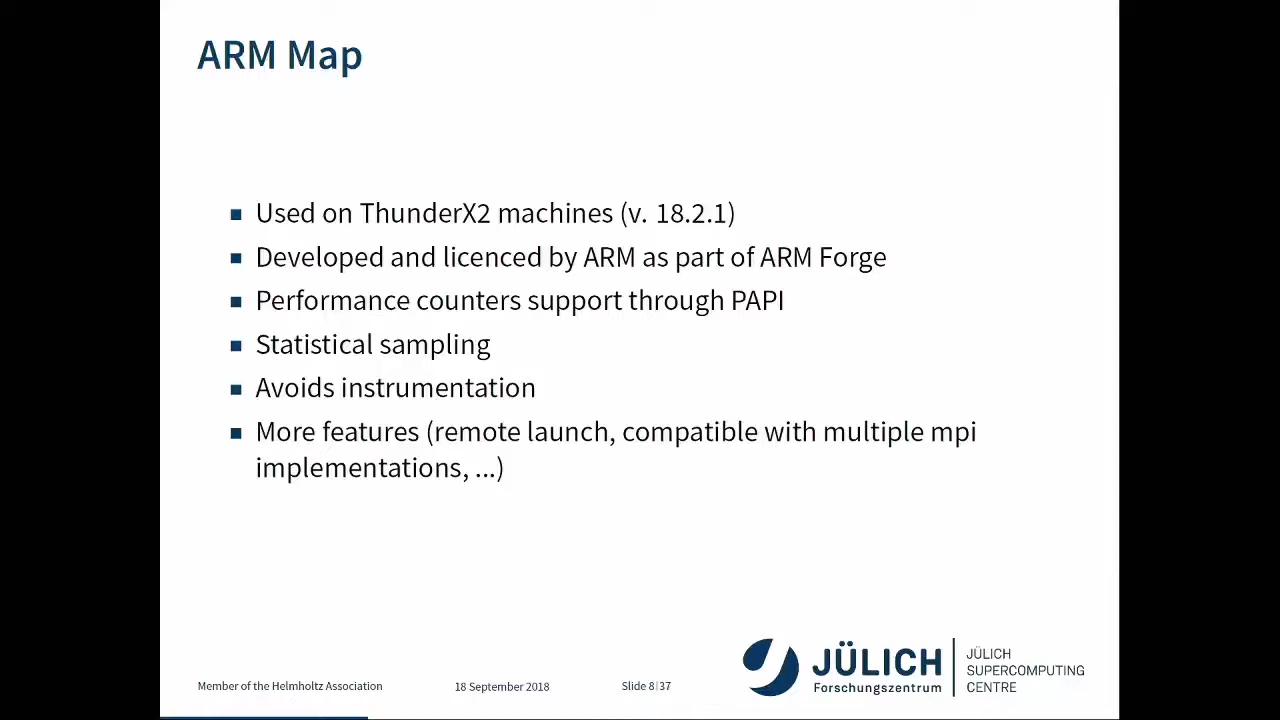 ARM Map
Used on ThunderX2 machines (v. 18.2.1)
Developed and licenced by ARM as part of ARM Forge
Performance counters support through PAPI
Statistical sampling
Avoids instrumentation
More features (remote launch, compatible with multiple mpi
implementations, ...)
Member of the Helmholtz Association
18 September 2018
Slide 8|37
JÜLICH
Forschungszentrum
JÜLICH
SUPERCOMPUTING
CENTRE